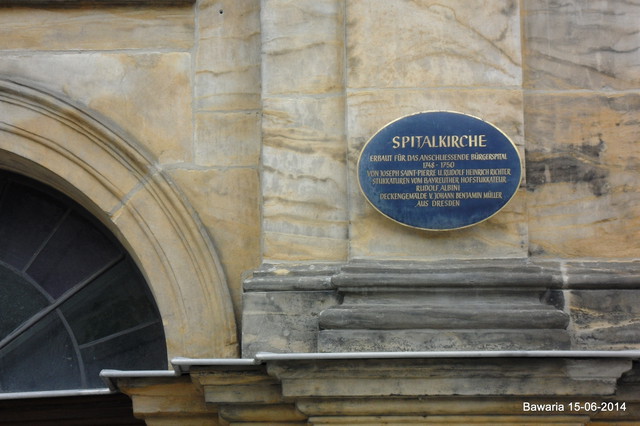 SPITALKIRCHE
ERBAUT FÜR DAS ANSCHLIESSENDE BÜRGERSPITAL
1748 - 1750
VON JOSEPH SAINT-PIERRE U. RUDOLF HEINRICH RICHTER
STUKKATUREN VON BAYREUTHER HOFSTUKKATEUR
RUDOLF ALBINI
DECKENGEMÄLDE V. JOHANN BENJAMIN MÜLLER
AUS DRESDEN
Bawaria 15-06-2014